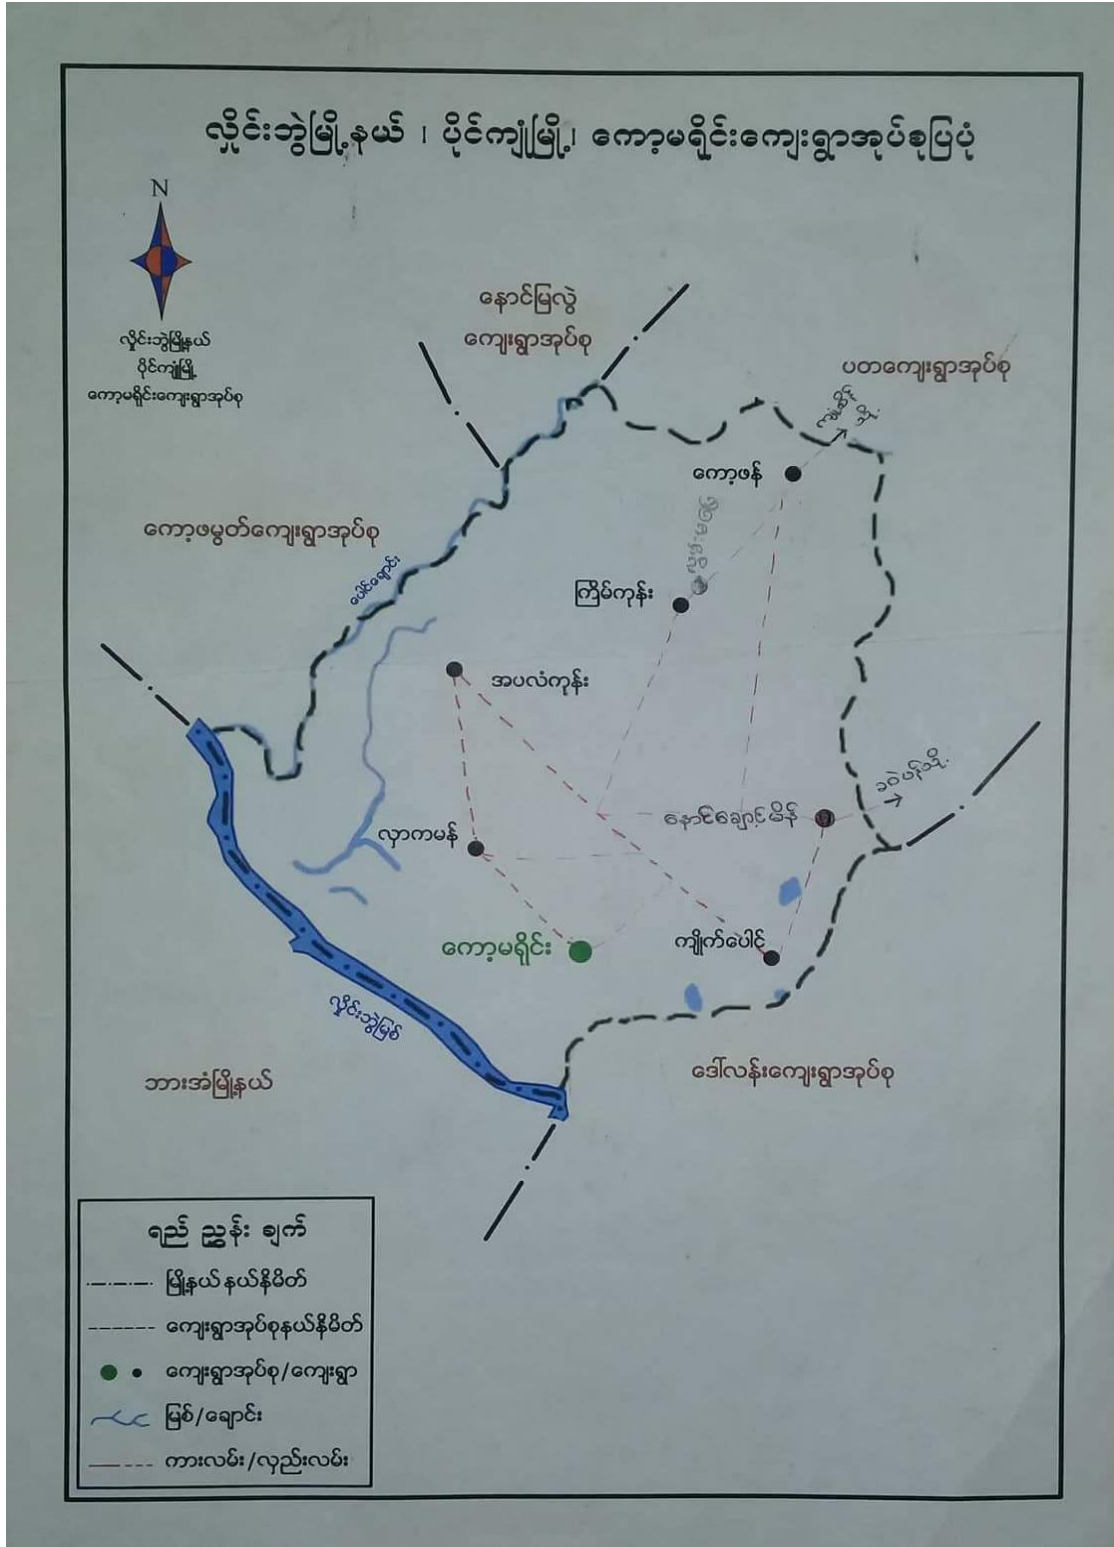 လှိုင်းဘွဲမြို့နယ် ၊ ပိုင်ကျုံမြို့၊ ကော့မရိုင်းကျေးရွာအုပ်စုပြပုံ
N
လှိုင်းဘွဲမြို့နယ်
ပိုင်ကျုံမြို့
ကော့မရိုင်းကျေးရွာအုပ်စု
နောင်မြလွဲ
ကျေးရွာအုပ်စု
ပတကျေးရွာအုပ်စု
ကော့ဖန်
ကော့ဖမွတ်ကျေးရွာအုပ်စု
ပေါင်ချောင်း
ကြိမ်ကုန်း
အပလံကုန်း
နောင်ချောင့်မိန်
လှာကမန်
ကော့မရိုင်း
ကျိုက်ပေါင်
လှိုင်းဘွဲမြစ်
ဘားအံမြို့နယ်
ဒေါ်လန်းကျေးရွာအုပ်စု
ရည် ညွှန်း ချက်
မြို့နယ်နယ်နိမိတ်
ကျေးရွာအုပ်စုနယ်နိမိတ်
ကျေးရွာအုပ်စု/ကျေးရွာ
မြစ်/ချောင်း
ကားလမ်း/လှည်းလမ်း